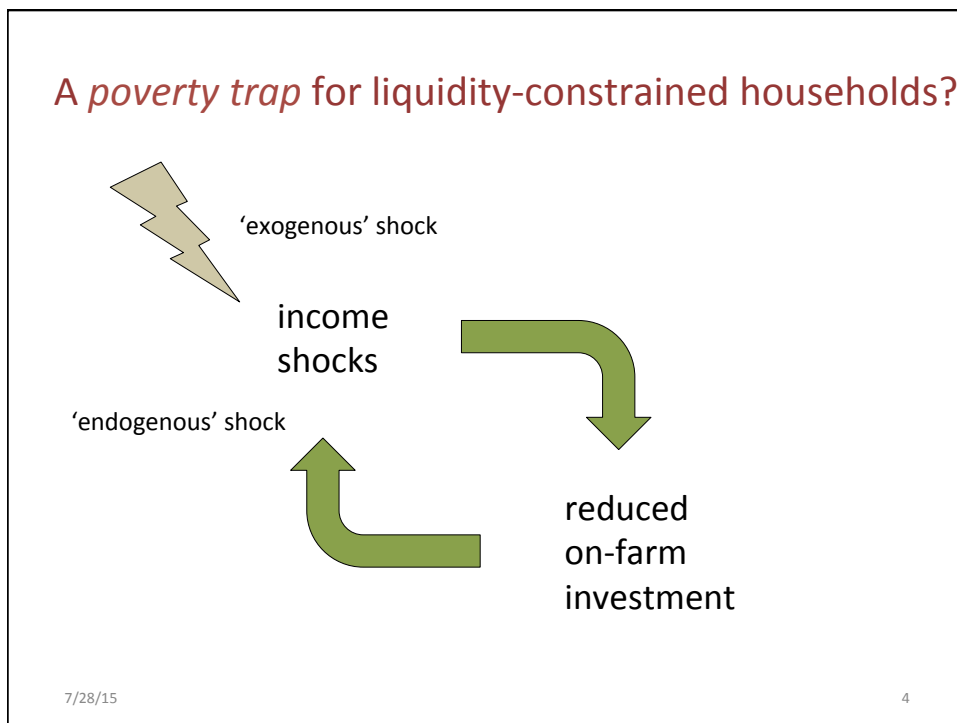 A poverty trap for liquidity-constrained households?
‘exogenous’ shock
income
shocks
‘endogenous’ shock
reduced
on-farm
investment
7/28/15
4